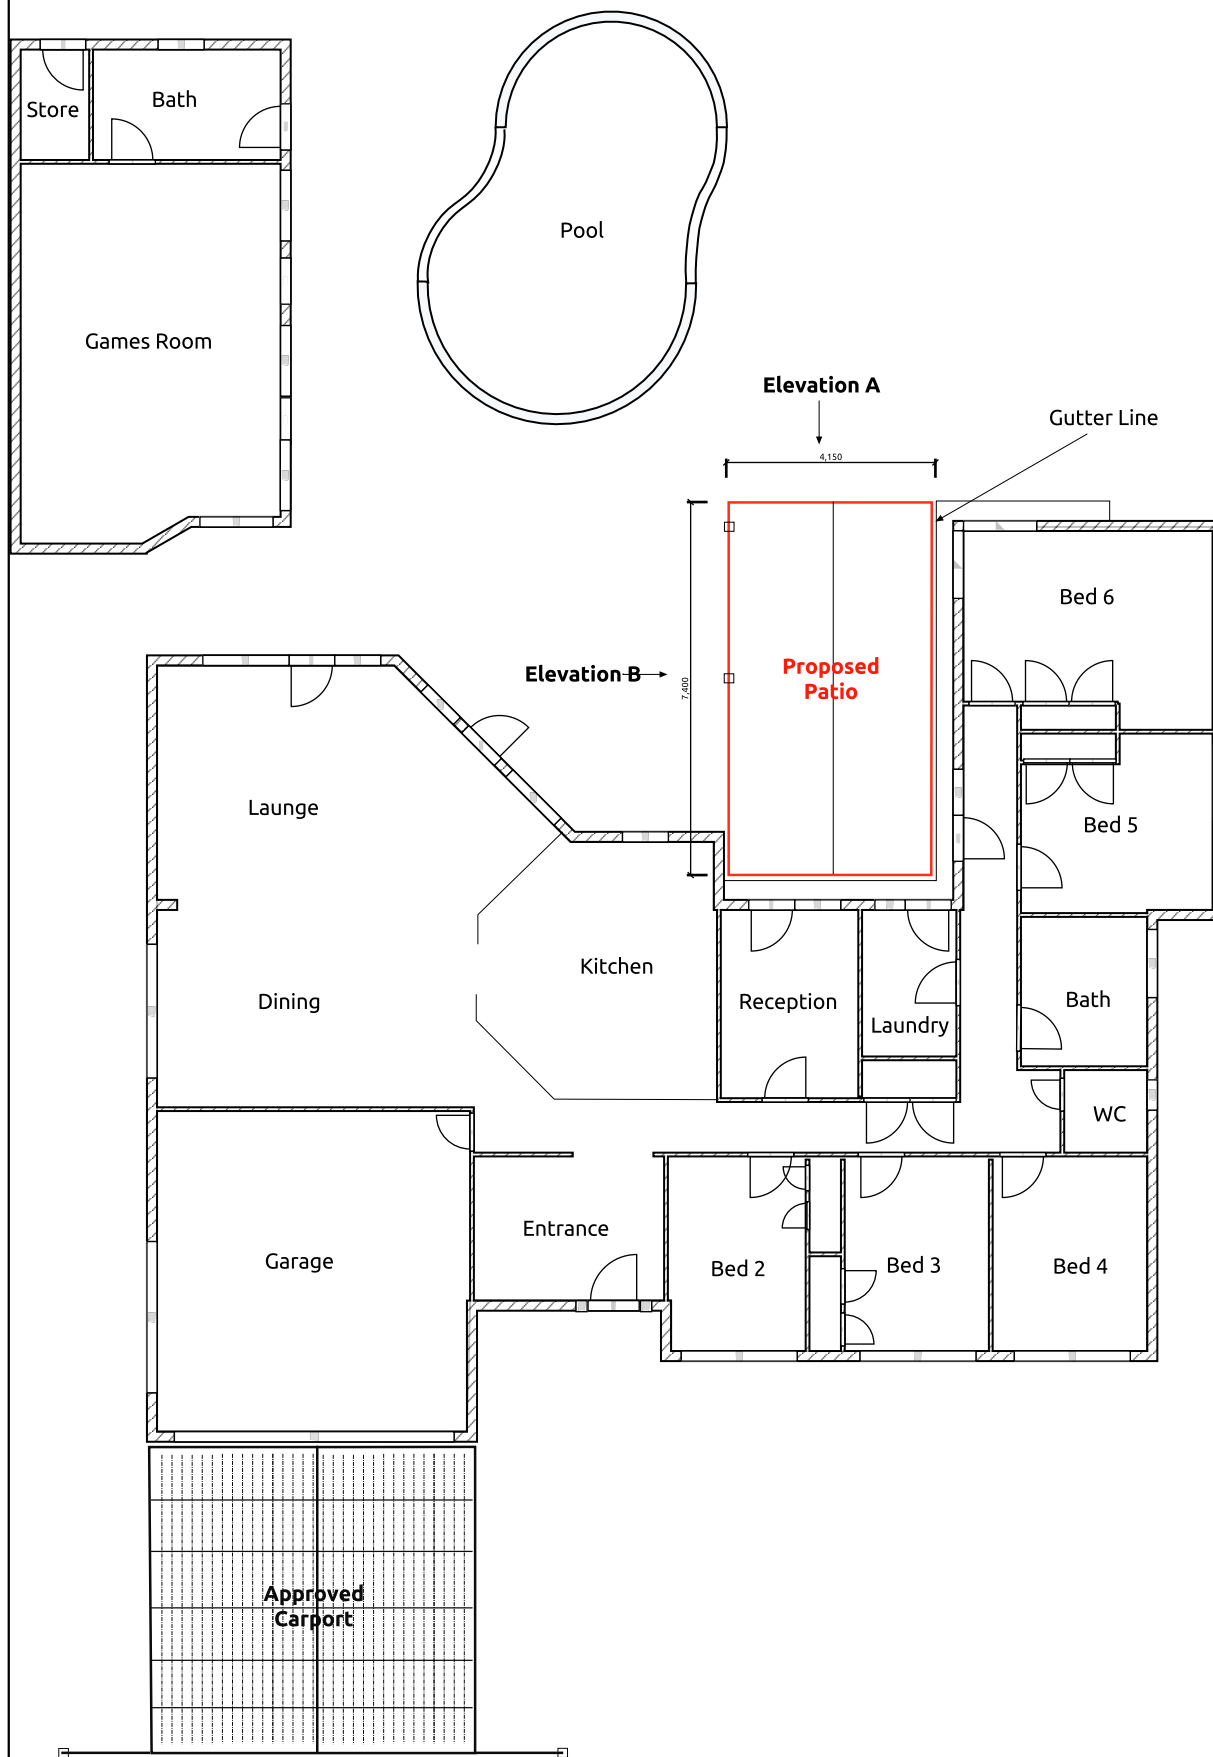 Store
Bath
Pool
Games Room
Elevation A
Gutter Line
4,150
Bed 6
Elevation B
Proposed
Patio
7,400
Launge
Bed 5
Kitchen
Dining
Reception
Bath
Laundry
WC
Entrance
Garage
Bed 2
Bed 3
Bed 4
Approved
Carport